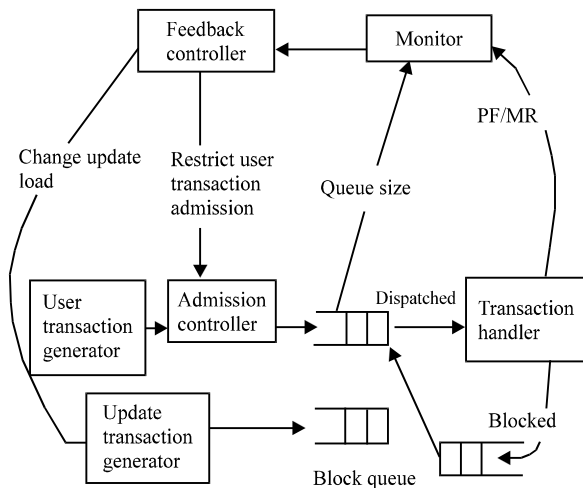 Feedback
controller
Monitor
PF/MR
Change update
load
Restrict user
transaction
admission
Queue size
User
transaction
generator
Admission
controller
Dispatched
Transaction
handler
Update
transaction
generator
Block queue
Blocked